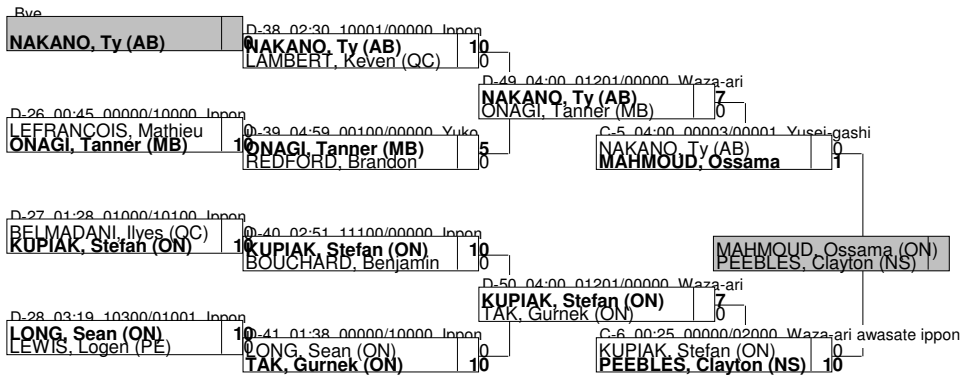 Bye
NAKANO, Ty (AB) 0
D-38 02:30 10001/00000 Ippon
NAKANO, Ty (AB) 10
LAMBERT, Keven (QC) 0
D-49 04:00 01201/00000 Waza-ari
NAKANO, Ty (AB) 7
ONAGI, Tanner (MB) 0
D-26 00:45 00000/10000 Ippon
LEFRANCOIS, Mathieu 0
ONAGI, Tanner (MB) 10
D-39 04:59 00100/00000 Yuko
ONAGI, Tanner (MB) 5
REDFORD, Brandon 0
C-5 04:00 00003/00001 Yusei-gashi
NAKANO, Ty (AB) 0
MAHMOUD, Ossama 1
D-27 01:28 01000/10100 Ippon
BELMADANI, Ilyes (QC) 0
KUPIAK, Stefan (ON) 10
D-40 02:51 11100/00000 Ippon
KUPIAK, Stefan (ON) 10
BOUCHARD, Benjamin 0
MAHMOUD, Ossama (ON)
PEEBLES, Clayton (NS)
D-50 04:00 01201/00000 Waza-ari
KUPIAK, Stefan (ON) 7
TAK, Gurnek (ON) 0
D-28 03:19 10300/01001 Ippon
LONG, Sean (ON) 10
LEWIS, Logen (PE) 0
D-41 01:38 00000/10000 Ippon
LONG, Sean (ON) 0
TAK, Gurnek (ON) 10
C-6 00:25 00000/02000 Waza-ari awasate ippon
KUPIAK, Stefan (ON) 0
PEEBLES, Clayton (NS) 10